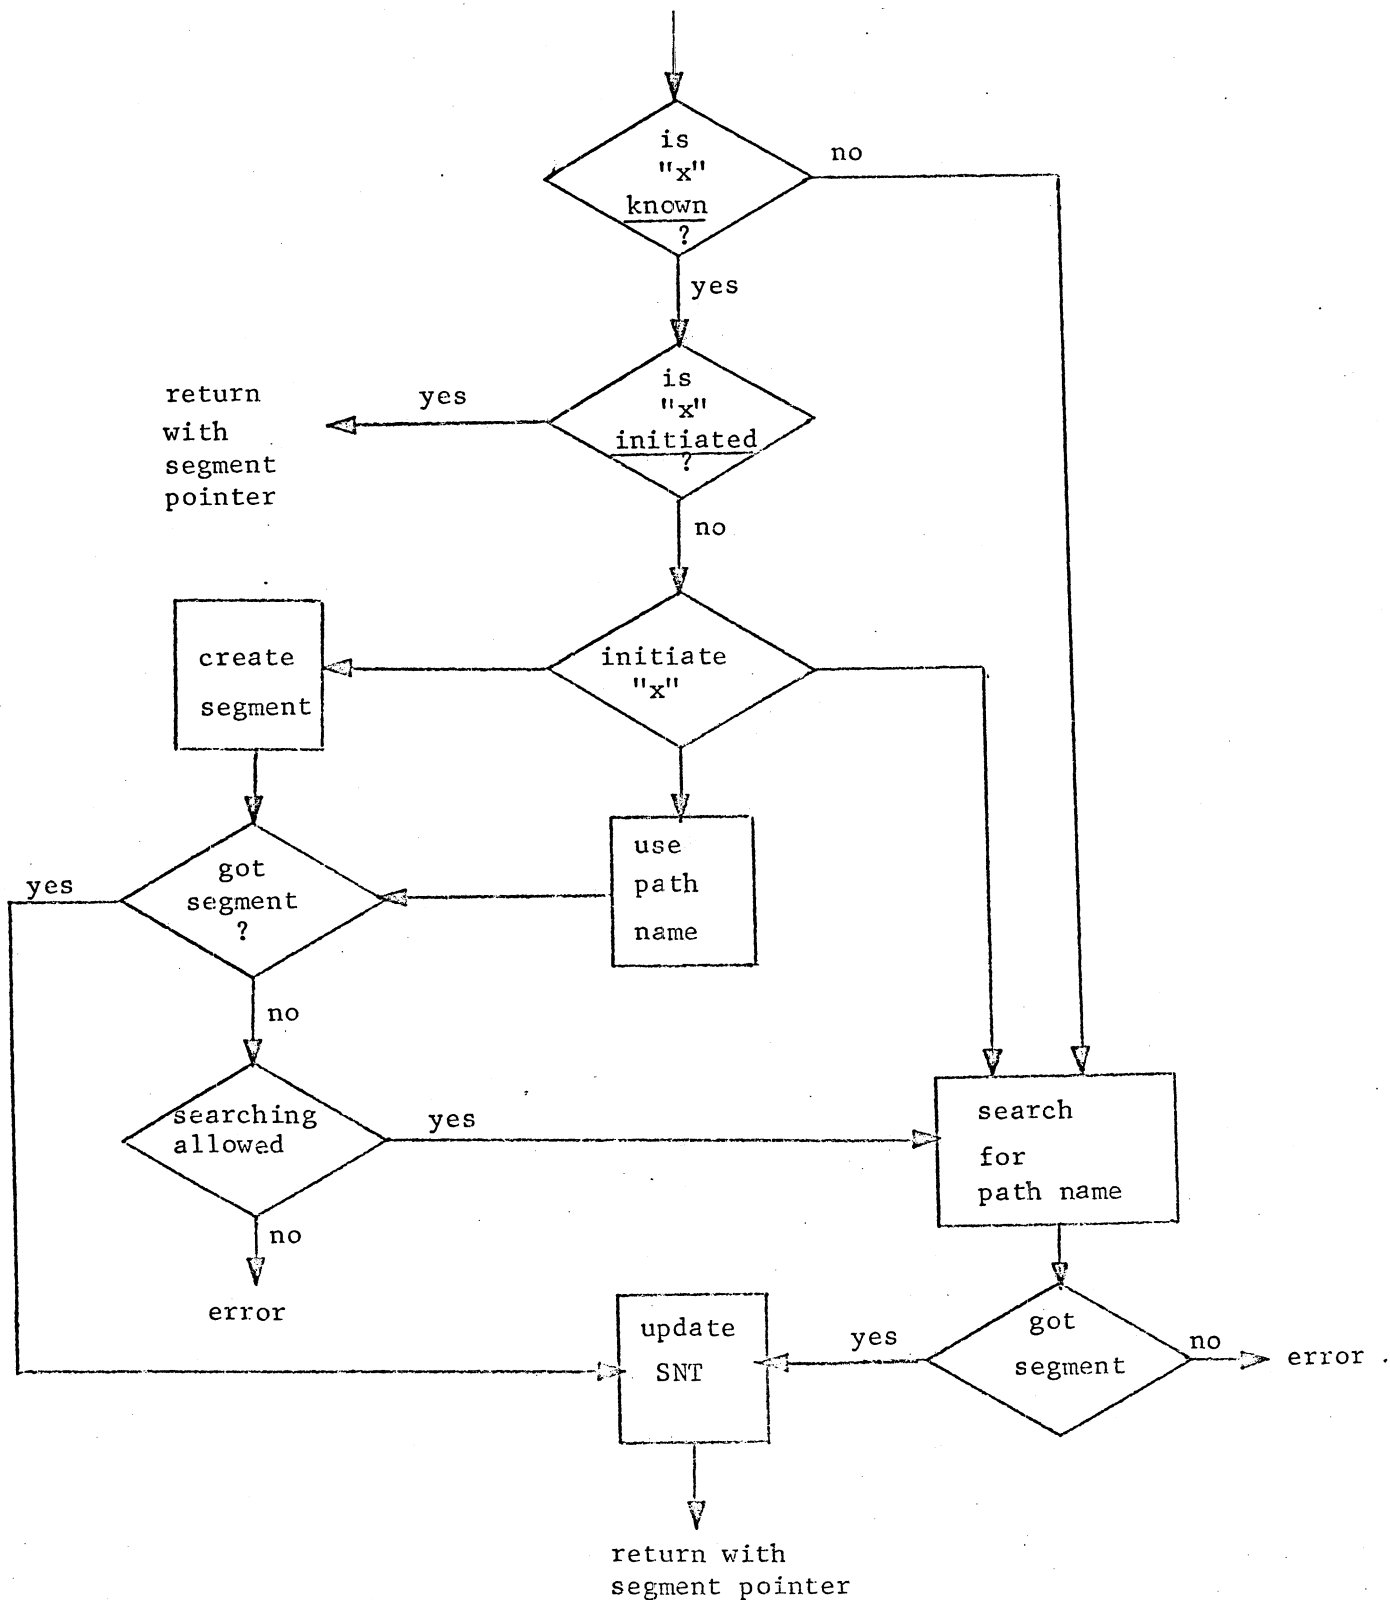 is
"x"
known
?
no
yes
is
"x"
initiated
?
yes
return
with
segment
pointer
no
initiate
"x"
create
segment
use
path
name
got
segment
?
yes
no
searching
allowed
yes
no
error
search
for
path name
got
segment
yes
no
error
update
SNT
return with
segment pointer